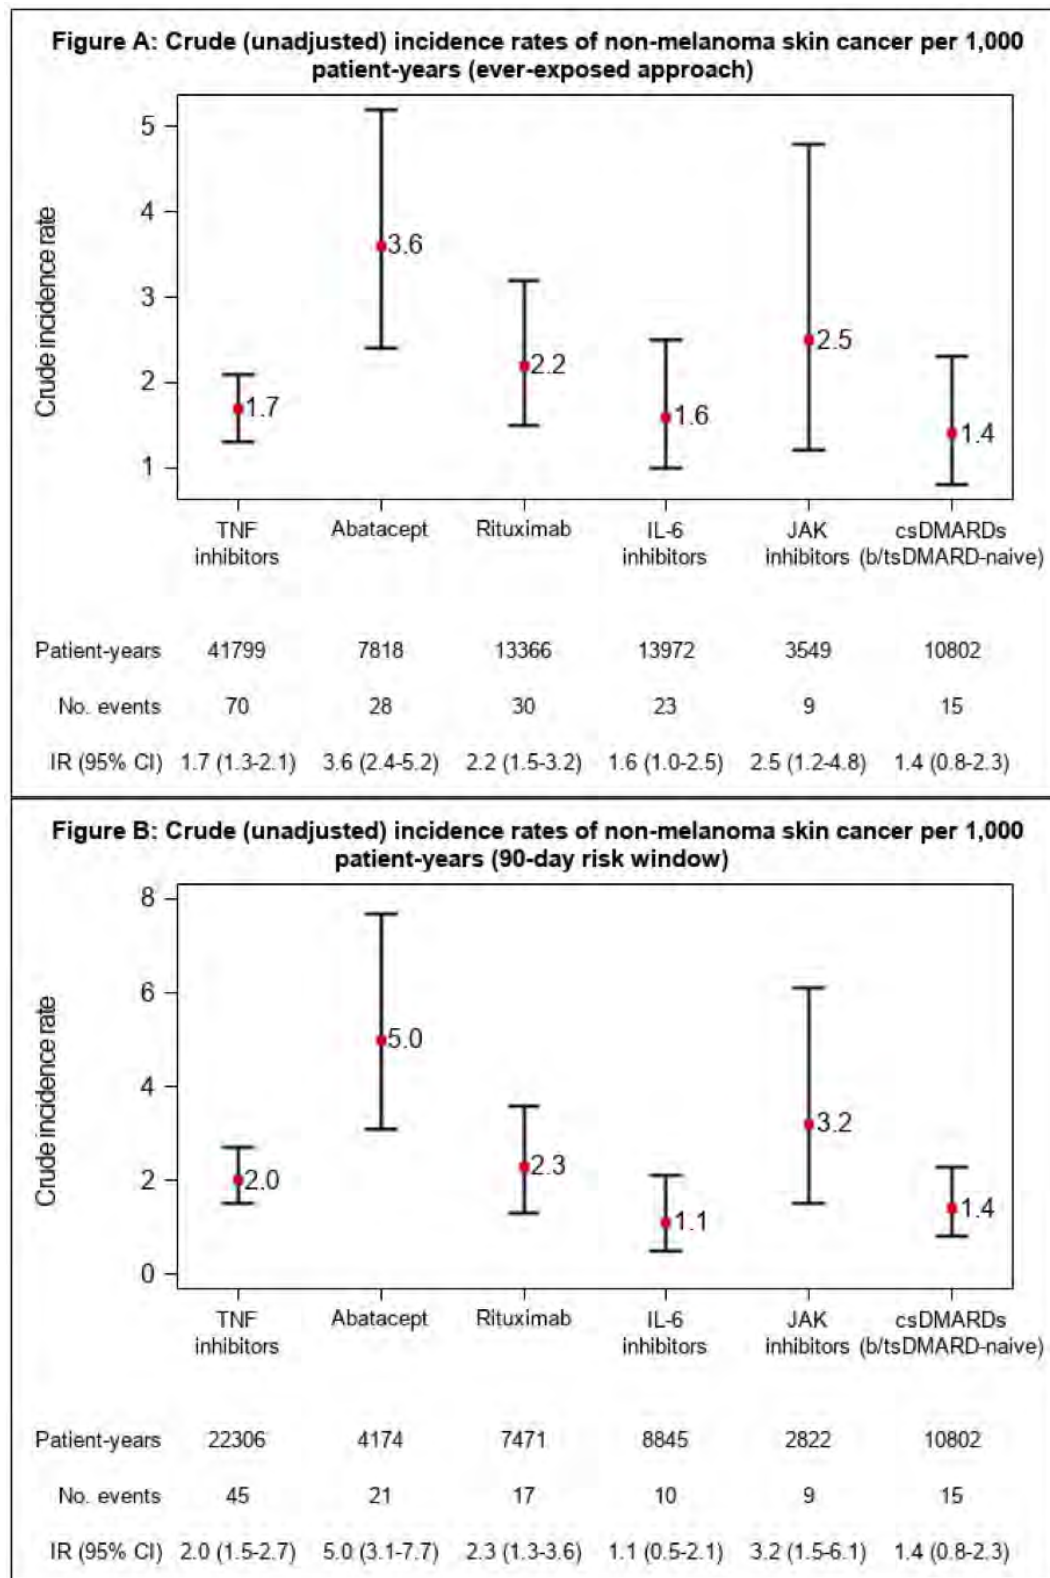 Figure A: Crude (unadjusted) incidence rates of non-melanoma skin cancer per 1,000
patient-years (ever-exposed approach)
Crude incidence rate
5
4
3
2
1
1.7
3.6
2.2
1.6
2.5
1.4
TNF inhibitors
Abatacept
Rituximab
IL-6 inhibitors
JAK inhibitors
csDMARDs (b/tsDMARD-naive)
Patient-years 41799 7818 13366 13972 3549 10802
No. events 70 28 30 23 9 15
IR (95% CI) 1.7 (1.3-2.1) 3.6 (2.4-5.2) 2.2 (1.5-3.2) 1.6 (1.0-2.5) 2.5 (1.2-4.8) 1.4 (0.8-2.3)
Figure B: Crude (unadjusted) incidence rates of non-melanoma skin cancer per 1,000
patient-years (90-day risk window)
Crude incidence rate
8
6
4
2
0
2.0
5.0
2.3
1.1
3.2
1.4
TNF inhibitors
Abatacept
Rituximab
IL-6 inhibitors
JAK inhibitors
csDMARDs (b/tsDMARD-naive)
Patient-years 22306 4174 7471 8845 2822 10802
No. events 45 21 17 10 9 15
IR (95% CI) 2.0 (1.5-2.7) 5.0 (3.1-7.7) 2.3 (1.3-3.6) 1.1 (0.5-2.1) 3.2 (1.5-6.1) 1.4 (0.8-2.3)